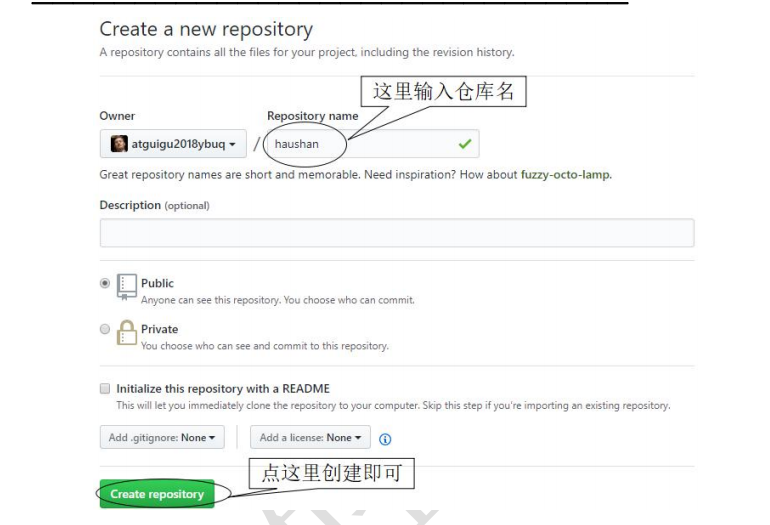 Create a new repository
A repository contains all the files for your project, including the revision history.
这里输入仓库名
Owner
Repository name
atguigu2018ybuq
/
haushan
Great repository names are short and memorable. Need inspiration? How about fuzzy-octo-lamp.
Description (optional)
Public
Anyone can see this repository. You choose who can commit.
Private
You choose who can see and commit to this repository.
Initialize this repository with a README
This will let you immediately clone the repository to your computer. Skip this step if you're importing an existing repository.
Add .gitignore: None
Add a license: None
点这里创建即可
Create repository